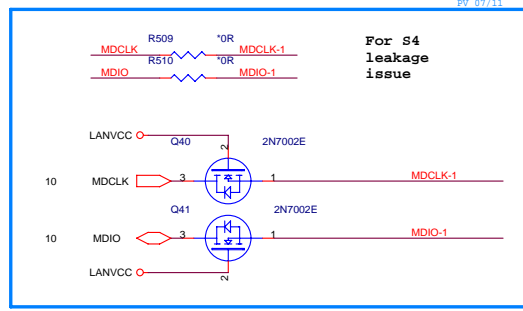 PV 07/11
R509 *0R
MDCLK MDCLK-1
R510 *0R
MDIO MDIO-1
For S4
leakage
issue
LANVCC
Q40 2N7002E
2
10 MDCLK 3 1 MDCLK-1
Q41 2N7002E
10 MDIO 3 1 MDIO-1
LANVCC
2